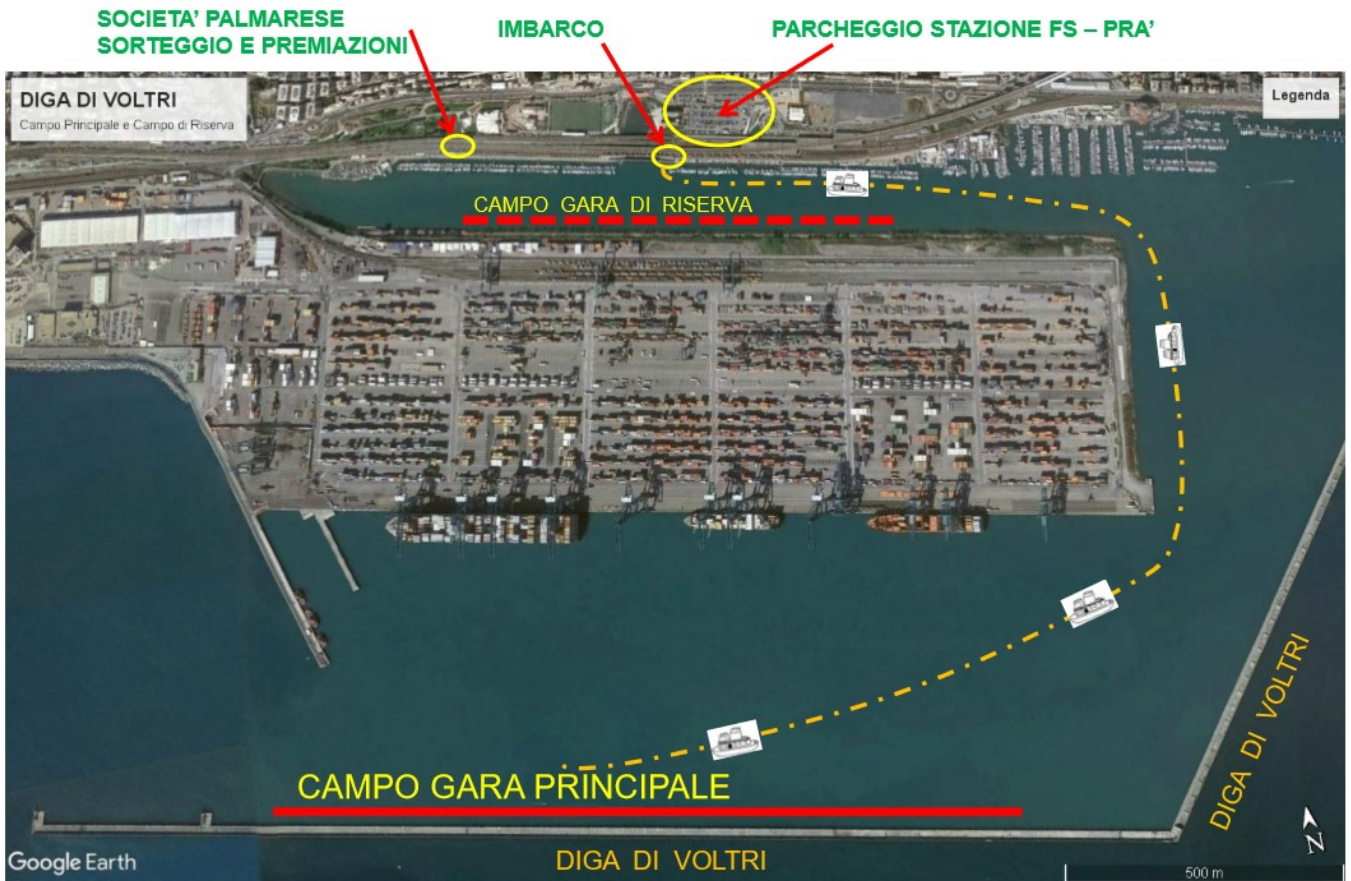 SOCIETA' PALMARESE
SORTEGGIO E PREMIAZIONI
IMBARCO
PARCHEGGIO STAZIONE FS – PRA'
DIGA DI VOLTRI
Campo Principale e Campo di Riserva
Legenda
CAMPO GARA DI RISERVA
CAMPO GARA PRINCIPALE
DIGA DI VOLTRI
DIGA DI VOLTRI
N
Google Earth
500 m